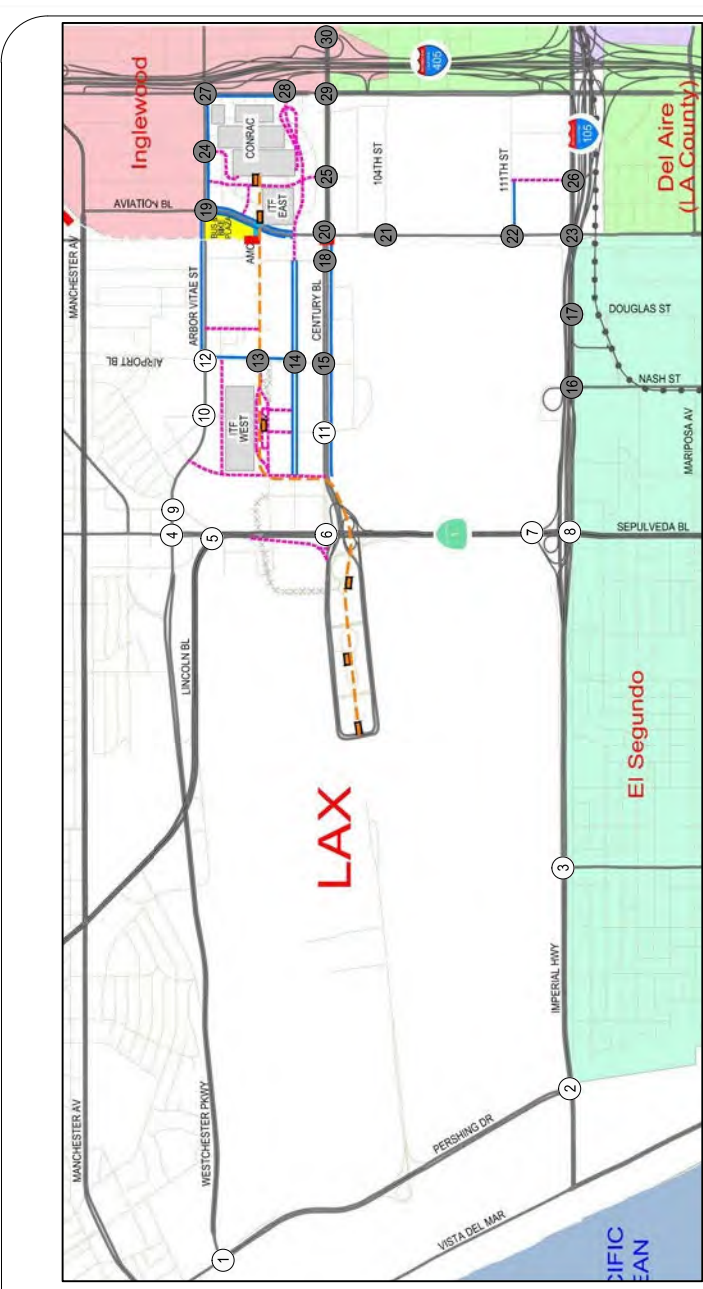 MANCHESTER AV
MANCHESTER AV
Inglewood
AVIATION BL
AIRPORT BL
ARBOR VITAE ST
WESTCHESTER PKWY
LINCOLN BL
CONRAC
ITF
EAST
ITF
WEST
BUS &
BIKE
PLAZA
AMC
CENTURY BL
104TH ST
111TH ST
405
105
1
LAX
Del Aire
(LA County)
DOUGLAS ST
NASH ST
MARIPOSA AV
SEPULVEDA BL
El Segundo
IMPERIAL HWY
PERSHING DR
VISTA DEL MAR
CIFIC
EAN
1
2
3
4
5
6
7
8
9
10
11
12
13
14
15
16
17
18
19
20
21
22
23
24
25
26
27
28
29
30